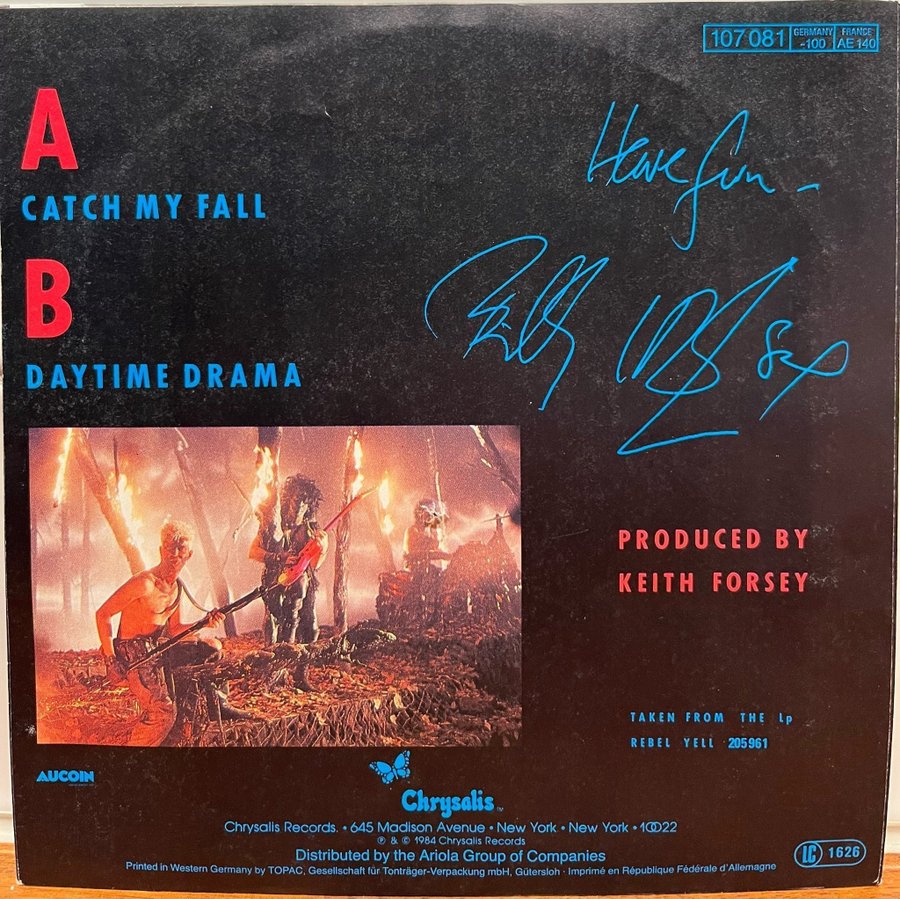 107 081 GERMANY -100 FRANCE AE 140
A
CATCH MY FALL
B
DAYTIME DRAMA
Have fun -
Billy Idol
PRODUCED BY
KEITH FORSEY
TAKEN FROM THE Lp
REBEL YELL 205961
AUCOIN
Chrysalis TM
Chrysalis Records. • 645 Madison Avenue • New York • New York • 10022
℗ & © 1984 Chrysalis Records
Distributed by the Ariola Group of Companies
Printed in Western Germany by TOPAC, Gesellschaft für Tonträger-Verpackung mbH, Gütersloh · Imprimé en République Fédérale d'Allemagne
LC 1626